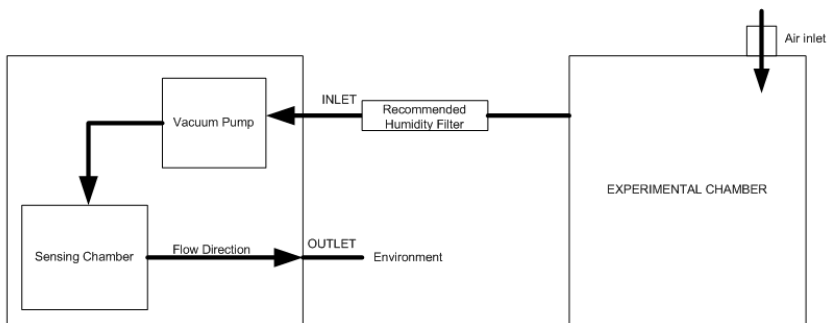 Air inlet
INLET
Recommended
Humidity Filter
Vacuum Pump
EXPERIMENTAL CHAMBER
OUTLET
Flow Direction
Sensing Chamber
Environment